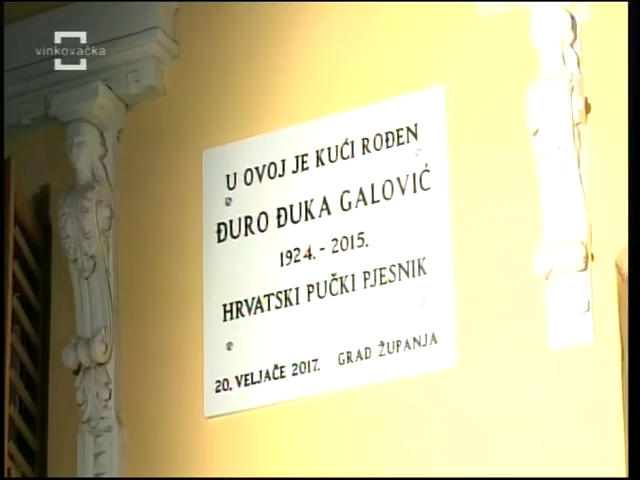 vinkovačka
U OVOJ JE KUĆI ROĐEN
ĐURO ĐUKA GALOVIĆ
1924. - 2015.
HRVATSKI PUČKI PJESNIK
20. VELJAČE 2017. GRAD ŽUPANJA